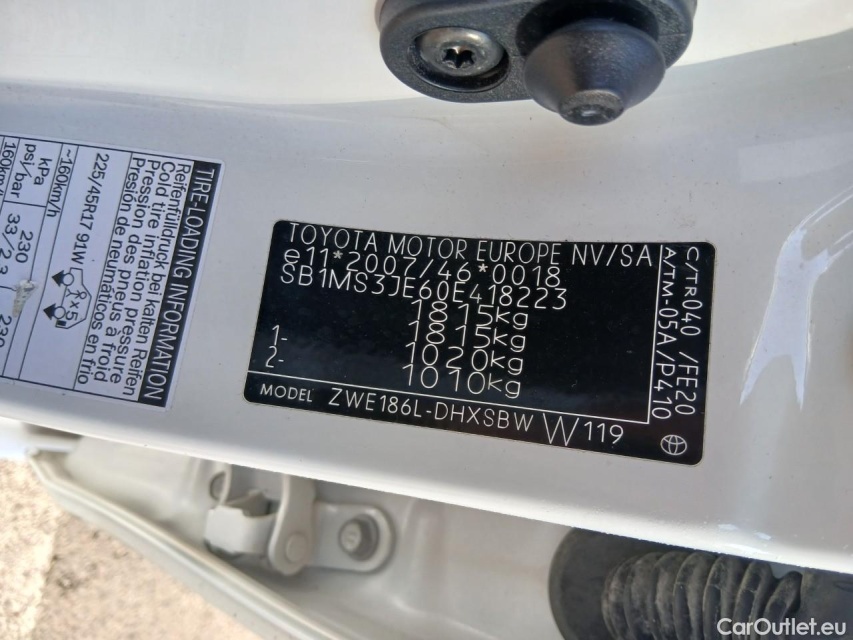 TIRE-LOADING INFORMATION
Reifenfülldruck bei kalten Reifen
Cold tire inflation pressure
Pression des pneus à froid
Presión de neumáticos en frío
225/45R17 91W
~160km/h
kPa 230
psi/bar 33/2.3
160km/
230
TOYOTA MOTOR EUROPE NV/SA
e11*2007/46*0018
SB1MS3JE60E418223
1815kg
1815kg
1- 1020kg
2- 1010kg
MODEL ZWE186L-DHXSBW W119
C/TR040 /FE20
A/TM-05A/P410
CarOutlet.eu